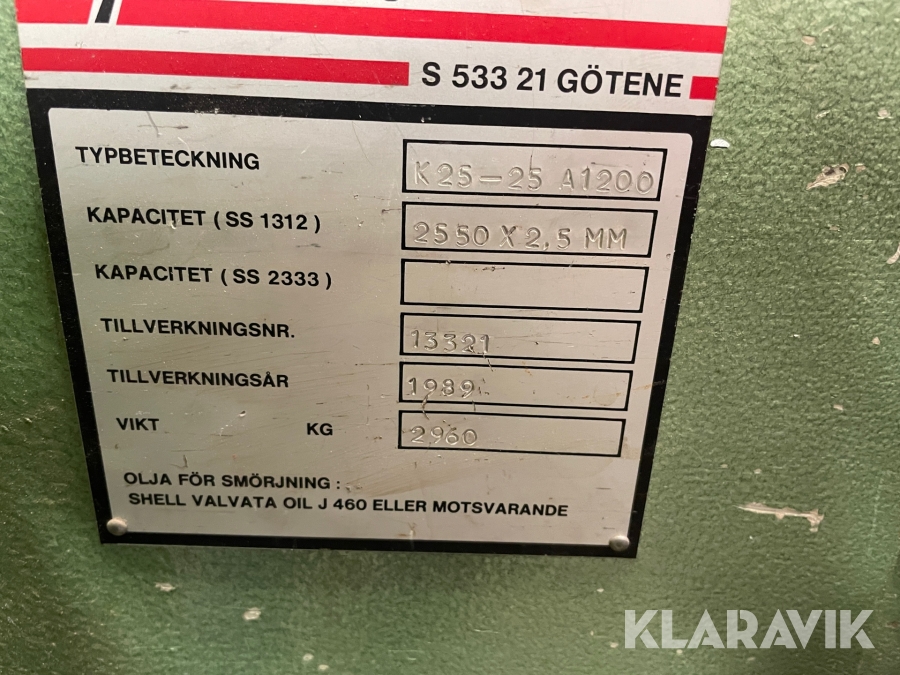 S 533 21 GÖTENE
TYPBETECKNING K25-25 A1200
KAPACITET ( SS 1312 ) 2550 X 2,5 MM
KAPACITET ( SS 2333 )
TILLVERKNINGSNR. 13321
TILLVERKNINGSÅR 1989
VIKT KG 2960
OLJA FÖR SMÖRJNING :
SHELL VALVATA OIL J 460 ELLER MOTSVARANDE
KLARAVIK